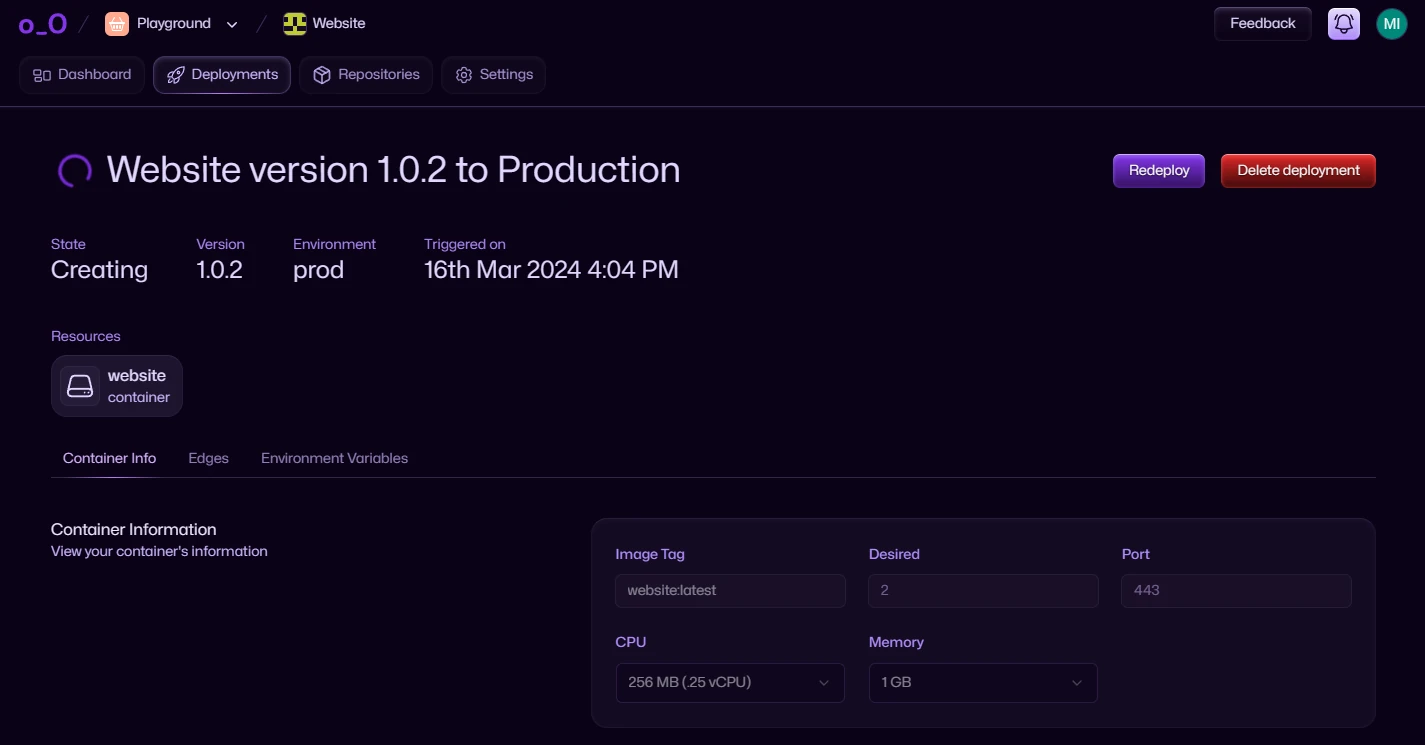 o_O / Playground / Website Feedback MI
Dashboard Deployments Repositories Settings
Website version 1.0.2 to Production Redeploy Delete deployment
State Version Environment Triggered on
Creating 1.0.2 prod 16th Mar 2024 4:04 PM
Resources
website
container
Container Info Edges Environment Variables
Container Information
View your container's information
Image Tag Desired Port
website:latest 2 443
CPU Memory
256 MB (.25 vCPU) 1 GB